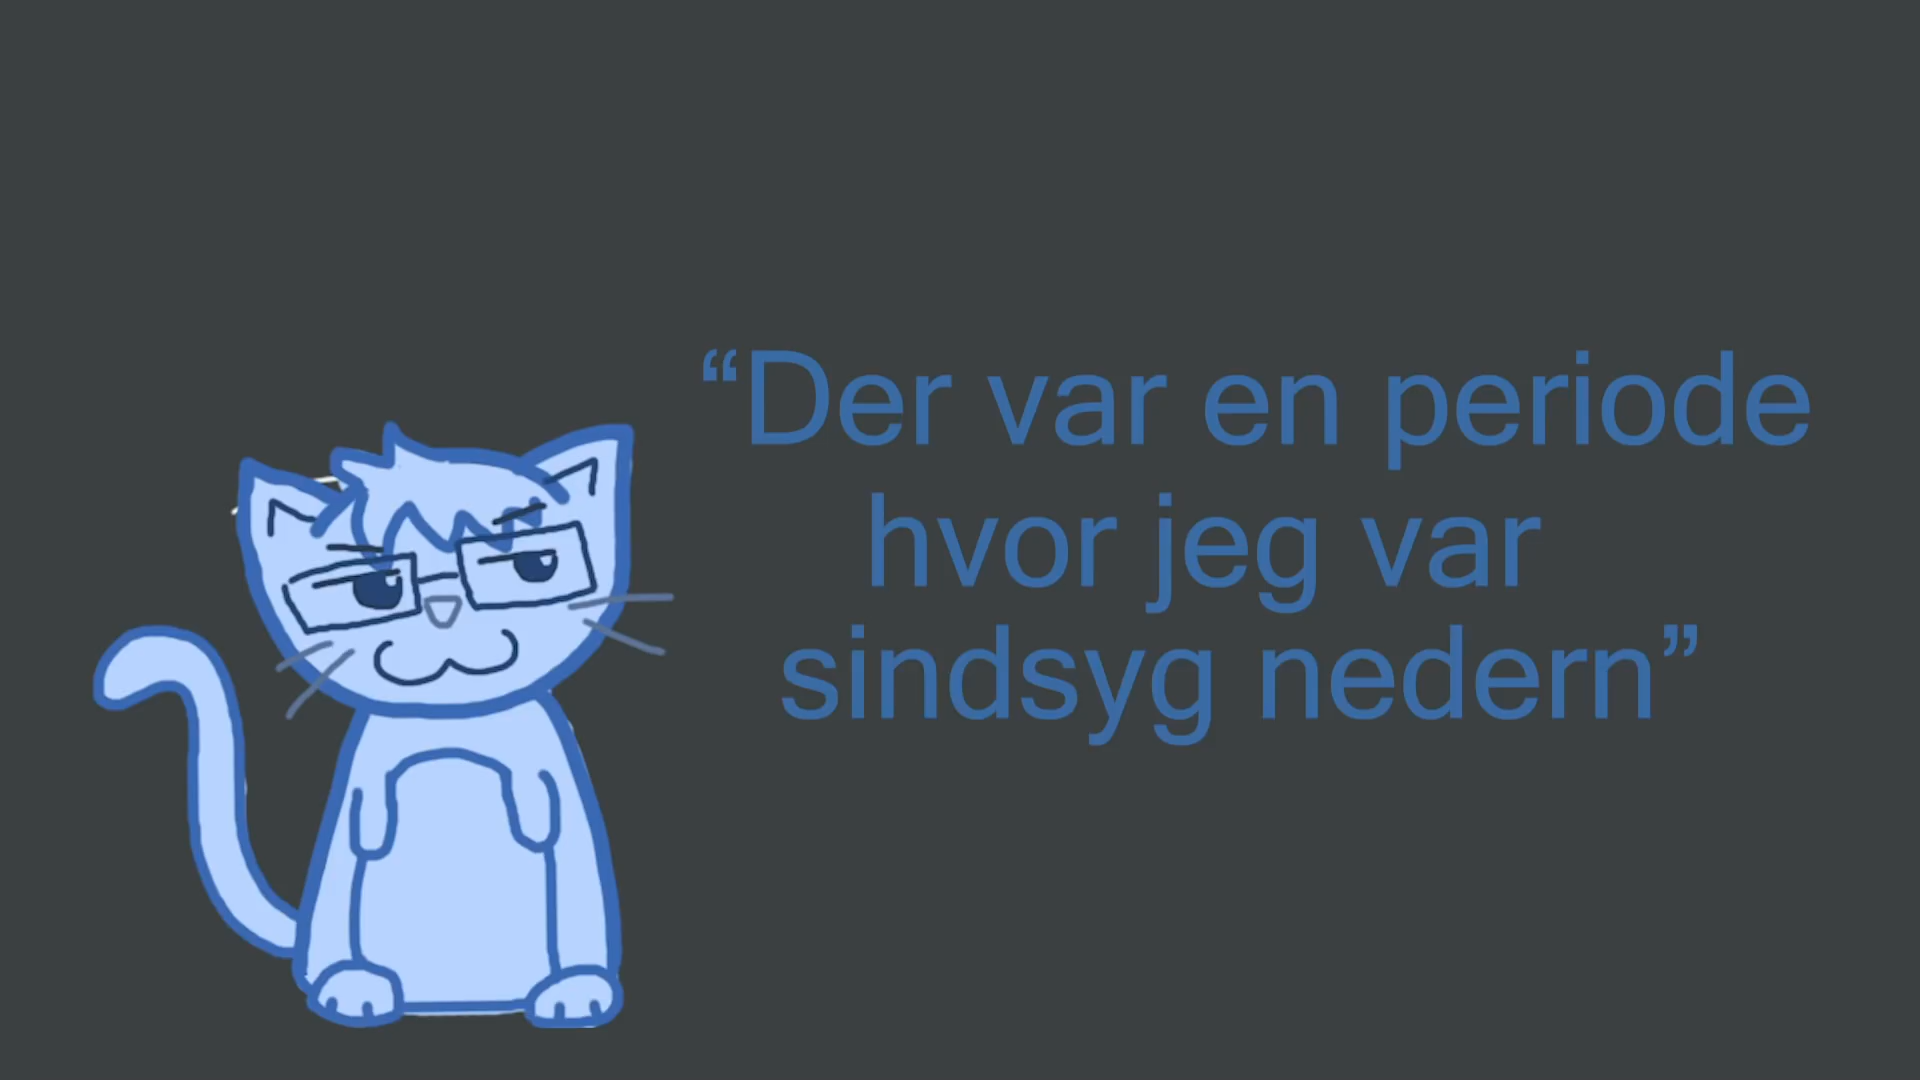 “Der var en periode
hvor jeg var
sindsyg nedern”